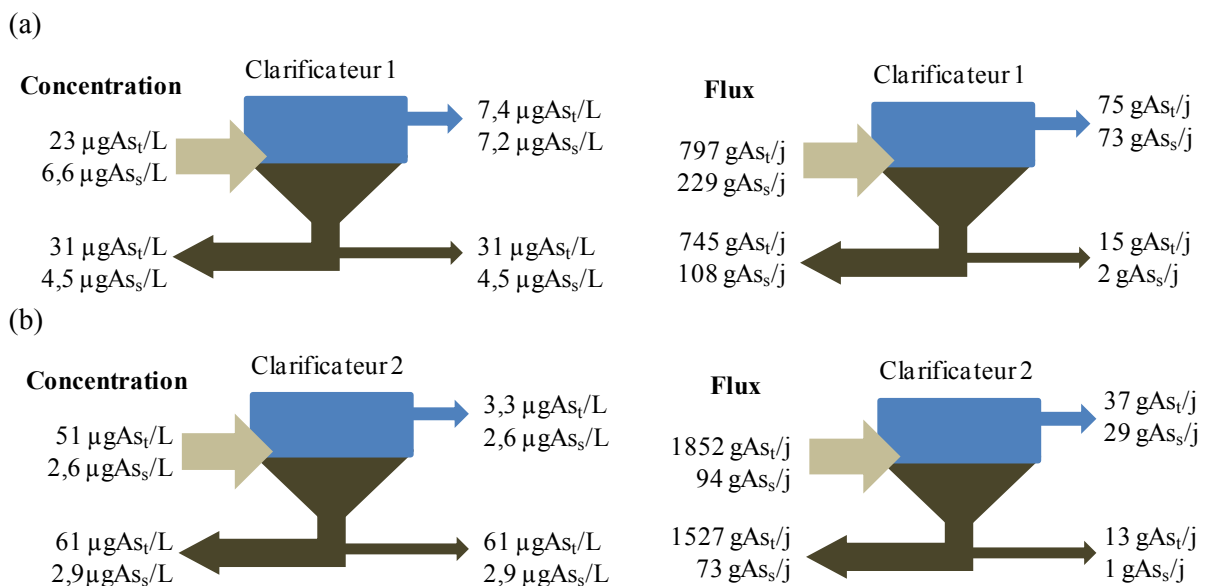 (a)
Concentration
Clarificateur 1
23 µgAsₜ/L
6,6 µgAsₛ/L
7,4 µgAsₜ/L
7,2 µgAsₛ/L
31 µgAsₜ/L
4,5 µgAsₛ/L
31 µgAsₜ/L
4,5 µgAsₛ/L
Flux
Clarificateur 1
797 gAsₜ/j
229 gAsₛ/j
75 gAsₜ/j
73 gAsₛ/j
745 gAsₜ/j
108 gAsₛ/j
15 gAsₜ/j
2 gAsₛ/j
(b)
Concentration
Clarificateur 2
51 µgAsₜ/L
2,6 µgAsₛ/L
3,3 µgAsₜ/L
2,6 µgAsₛ/L
61 µgAsₜ/L
2,9µgAsₛ/L
61 µgAsₜ/L
2,9 µgAsₛ/L
Flux
Clarificateur 2
1852 gAsₜ/j
94 gAsₛ/j
37 gAsₜ/j
29 gAsₛ/j
1527 gAsₜ/j
73 gAsₛ/j
13 gAsₜ/j
1 gAsₛ/j